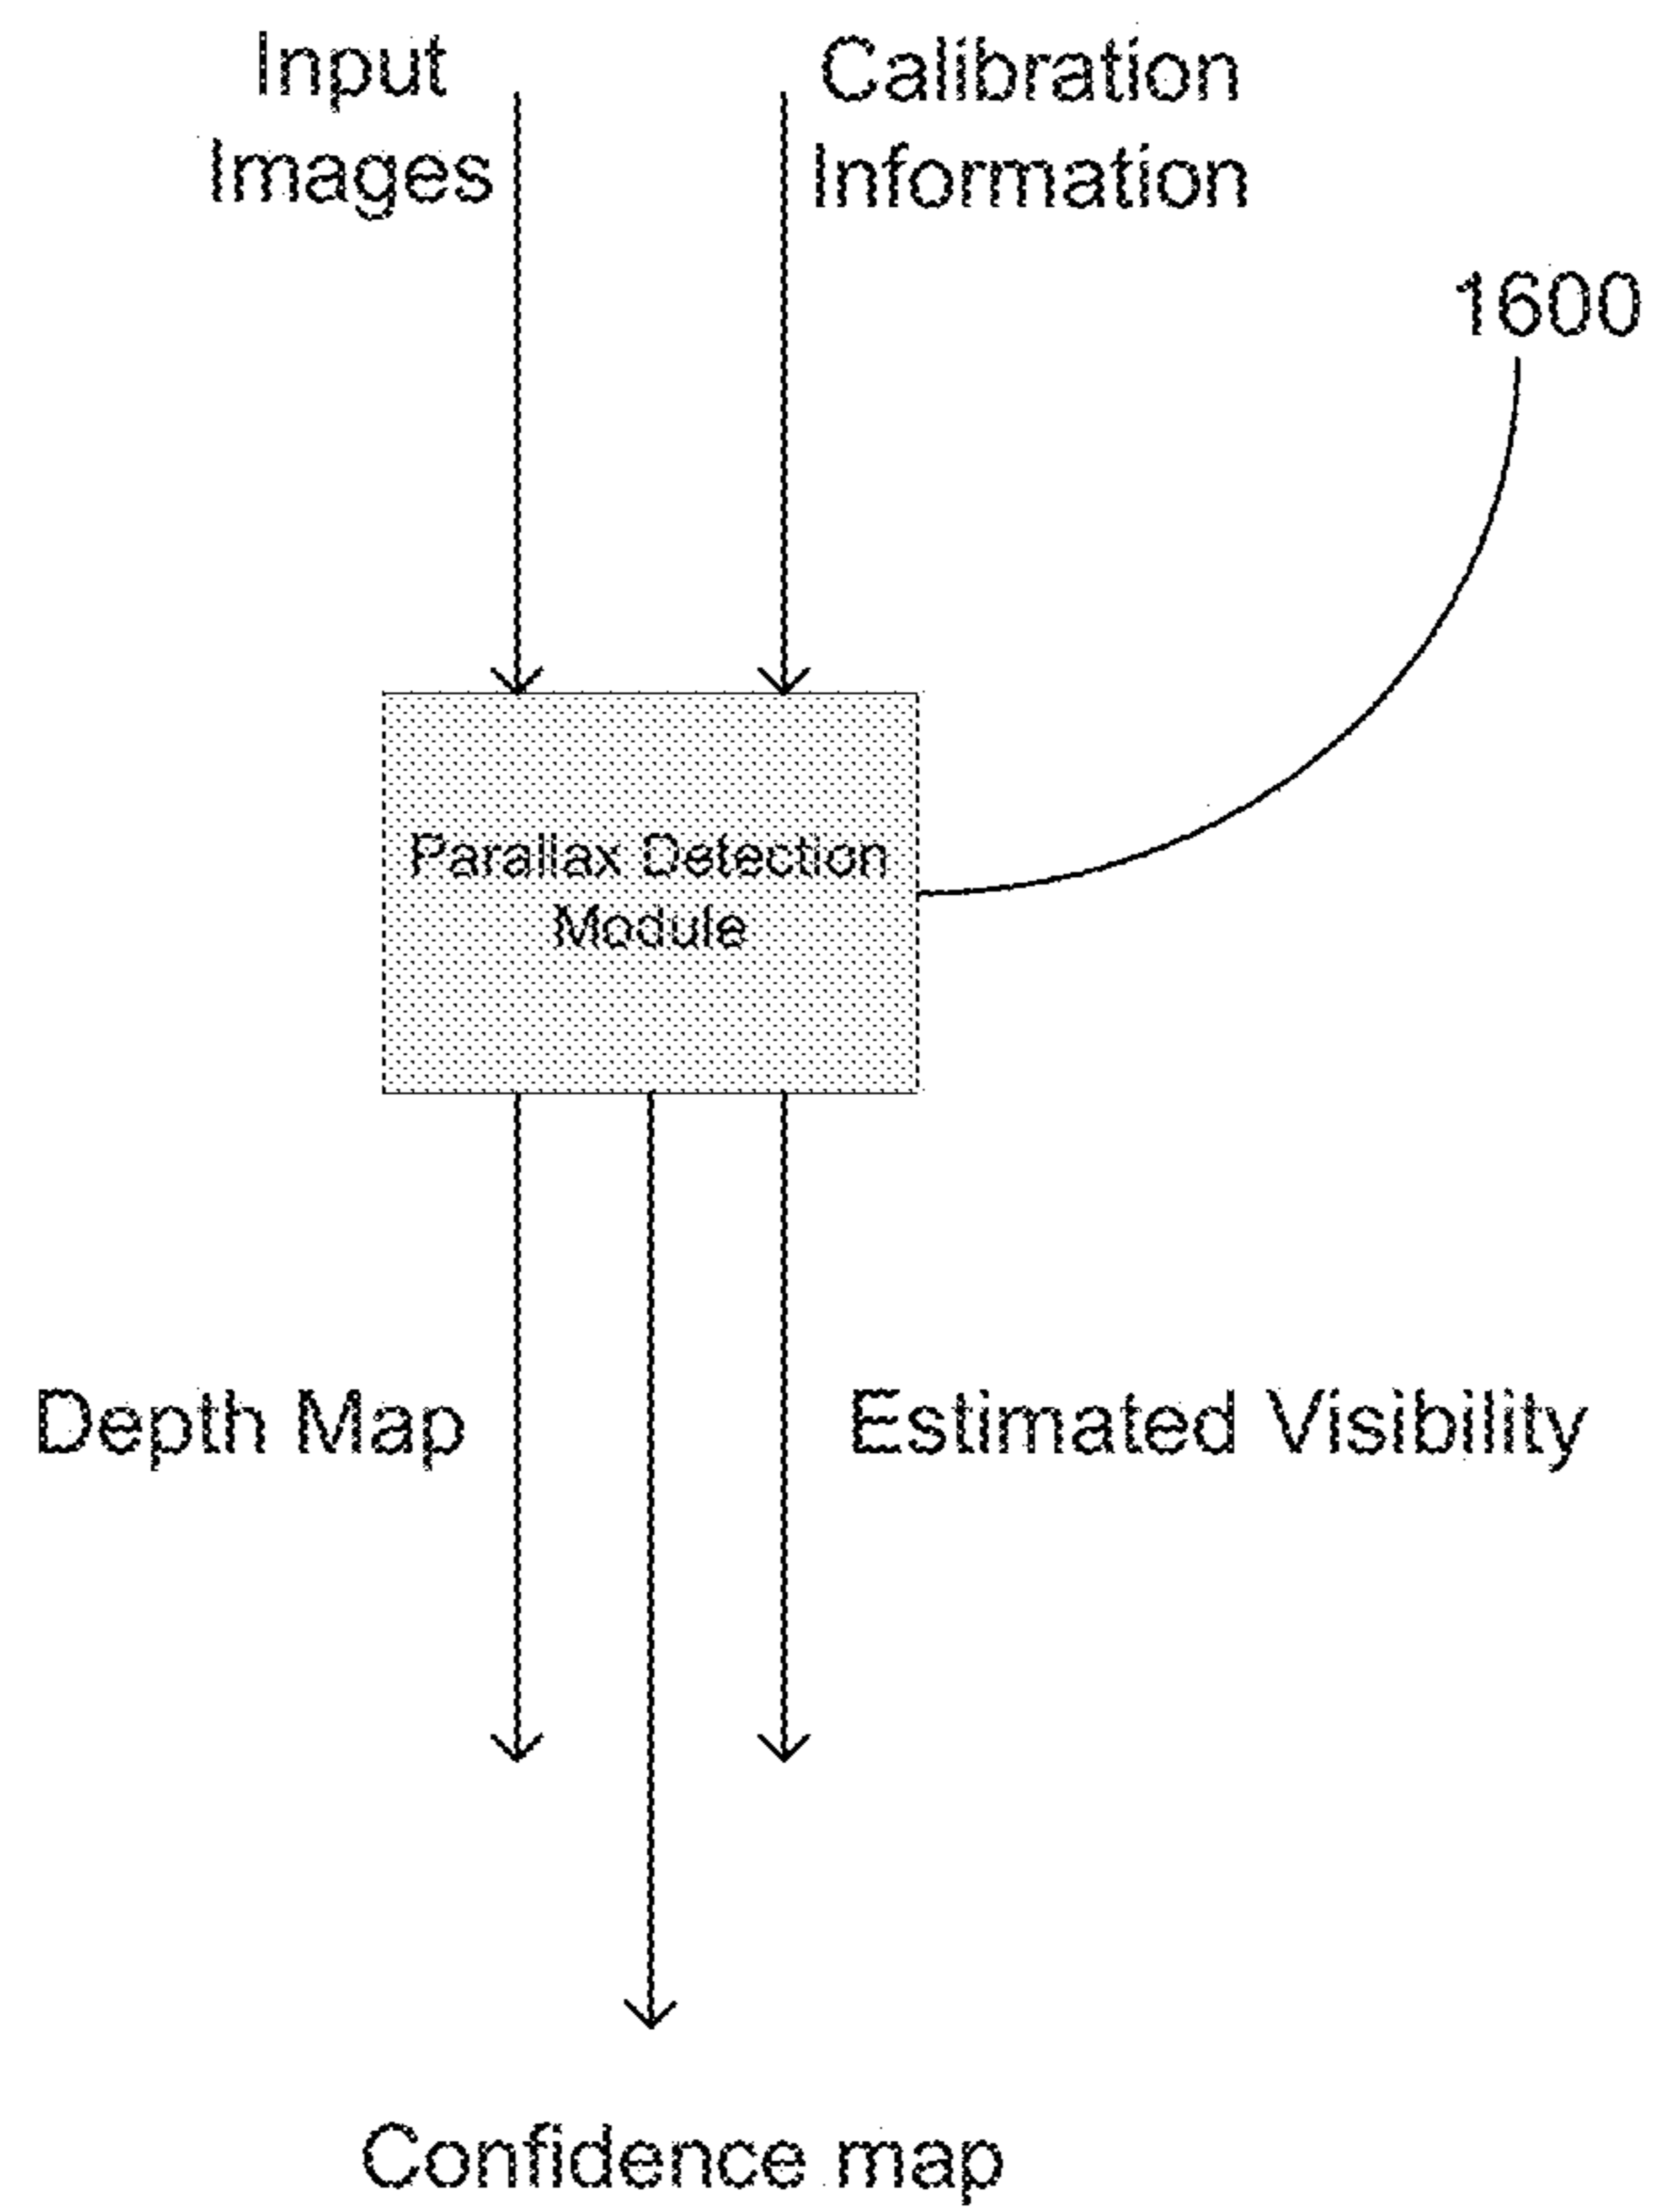 Input
Images
Calibration
Information
1600
Parallax Detection
Module
Depth Map
Estimated Visibility
Confidence map